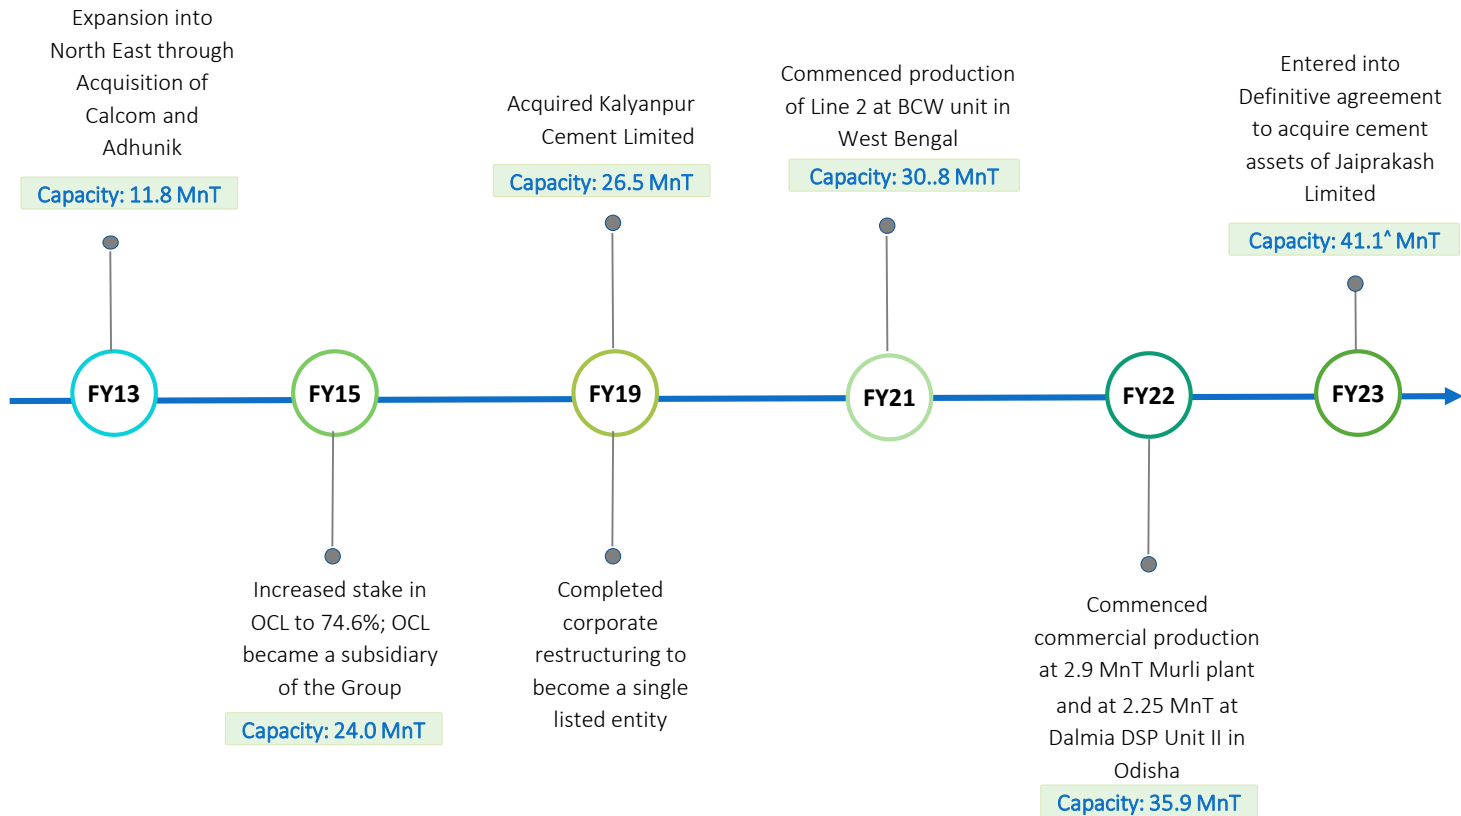 Expansion into
North East through
Acquisition of
Calcom and
Adhunik
Capacity: 11.8 MnT
Acquired Kalyanpur
Cement Limited
Capacity: 26.5 MnT
Commenced production
of Line 2 at BCW unit in
West Bengal
Capacity: 30..8 MnT
Entered into
Definitive agreement
to acquire cement
assets of Jaiprakash
Limited
Capacity: 41.1^ MnT
FY13
FY15
FY19
FY21
FY22
FY23
Increased stake in
OCL to 74.6%; OCL
became a subsidiary
of the Group
Capacity: 24.0 MnT
Completed
corporate
restructuring to
become a single
listed entity
Commenced
commercial production
at 2.9 MnT Murli plant
and at 2.25 MnT at
Dalmia DSP Unit II in
Odisha
Capacity: 35.9 MnT